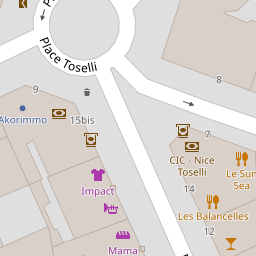 Place Toselli
9
8
Akorimmo
15bis
7
CIC - Nice
Toselli
Le Sun
Sea
14
Impact
Les Balancelles
12
Mama